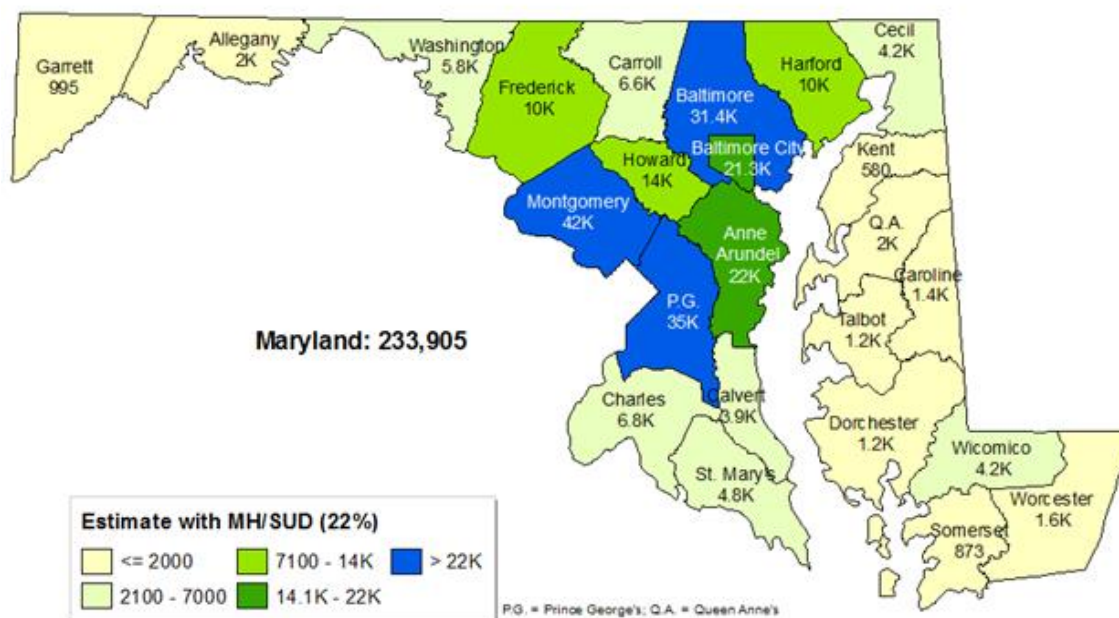 Garrett
995
Allegany
2K
Washington
5.8K
Frederick
10K
Carroll
6.6K
Baltimore
31.4K
Baltimore City
21.3K
Harford
10K
Cecil
4.2K
Howard
14K
Montgomery
42K
Anne
Arundel
22K
P.G.
35K
Kent
580
Q.A.
2K
Caroline
1.4K
Talbot
1.2K
Maryland: 233,905
Charles
6.8K
Calvert
3.9K
St. Mary's
4.8K
Dorchester
1.2K
Wicomico
4.2K
Worcester
1.6K
Somerset
873
Estimate with MH/SUD (22%)
<= 2000
7100 - 14K
> 22K
2100 - 7000
14.1K - 22K
P.G. = Prince George's; Q.A. = Queen Anne's